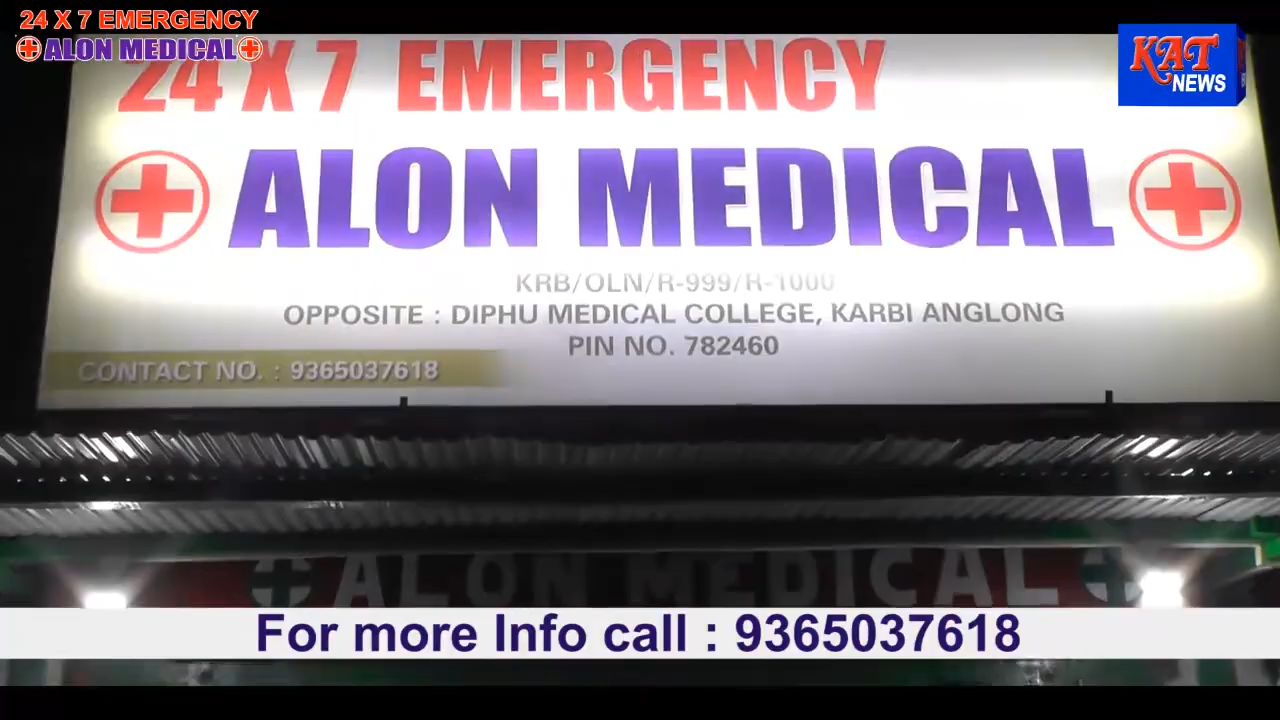 24 X 7 EMERGENCY
ALON MEDICAL
KAT
NEWS
24 X 7 EMERGENCY
ALON MEDICAL
KRB/OLN/R-999/R-1000
OPPOSITE : DIPHU MEDICAL COLLEGE, KARBI ANGLONG
PIN NO. 782460
CONTACT NO. : 9365037618
ALON MEDICAL
For more Info call : 9365037618